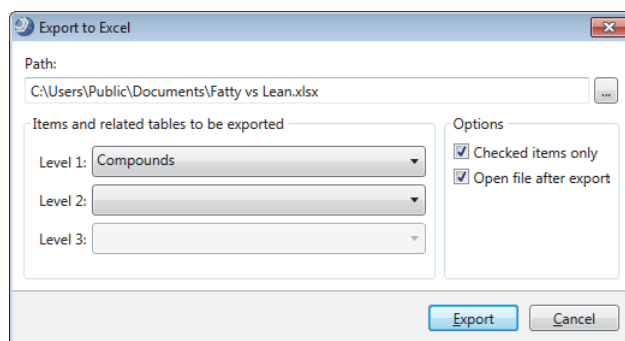 Export to Excel
Path:
C:\Users\Public\Documents\Fatty vs Lean.xlsx
...
Items and related tables to be exported
Level 1: Compounds
Level 2:
Level 3:
Options
Checked items only
Open file after export
Export Cancel